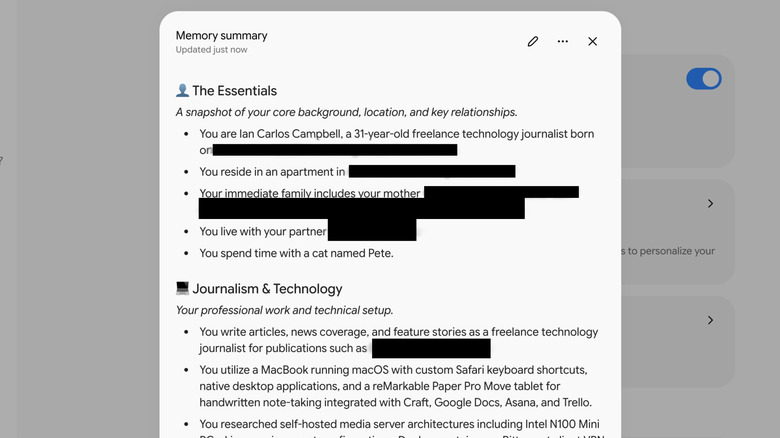 Memory summary
Updated just now
The Essentials
A snapshot of your core background, location, and key relationships.
You are Ian Carlos Campbell, a 31-year-old freelance technology journalist born
on
You reside in an apartment in
Your immediate family includes your mother
You live with your partner
You spend time with a cat named Pete.
s to personalize your
Journalism & Technology
Your professional work and technical setup.
You write articles, news coverage, and feature stories as a freelance technology
journalist for publications such as
You utilize a MacBook running macOS with custom Safari keyboard shortcuts,
native desktop applications, and a reMarkable Paper Pro Move tablet for
handwritten note-taking integrated with Craft, Google Docs, Asana, and Trello.
You researched self-hosted media server architectures including Intel N100 Mini